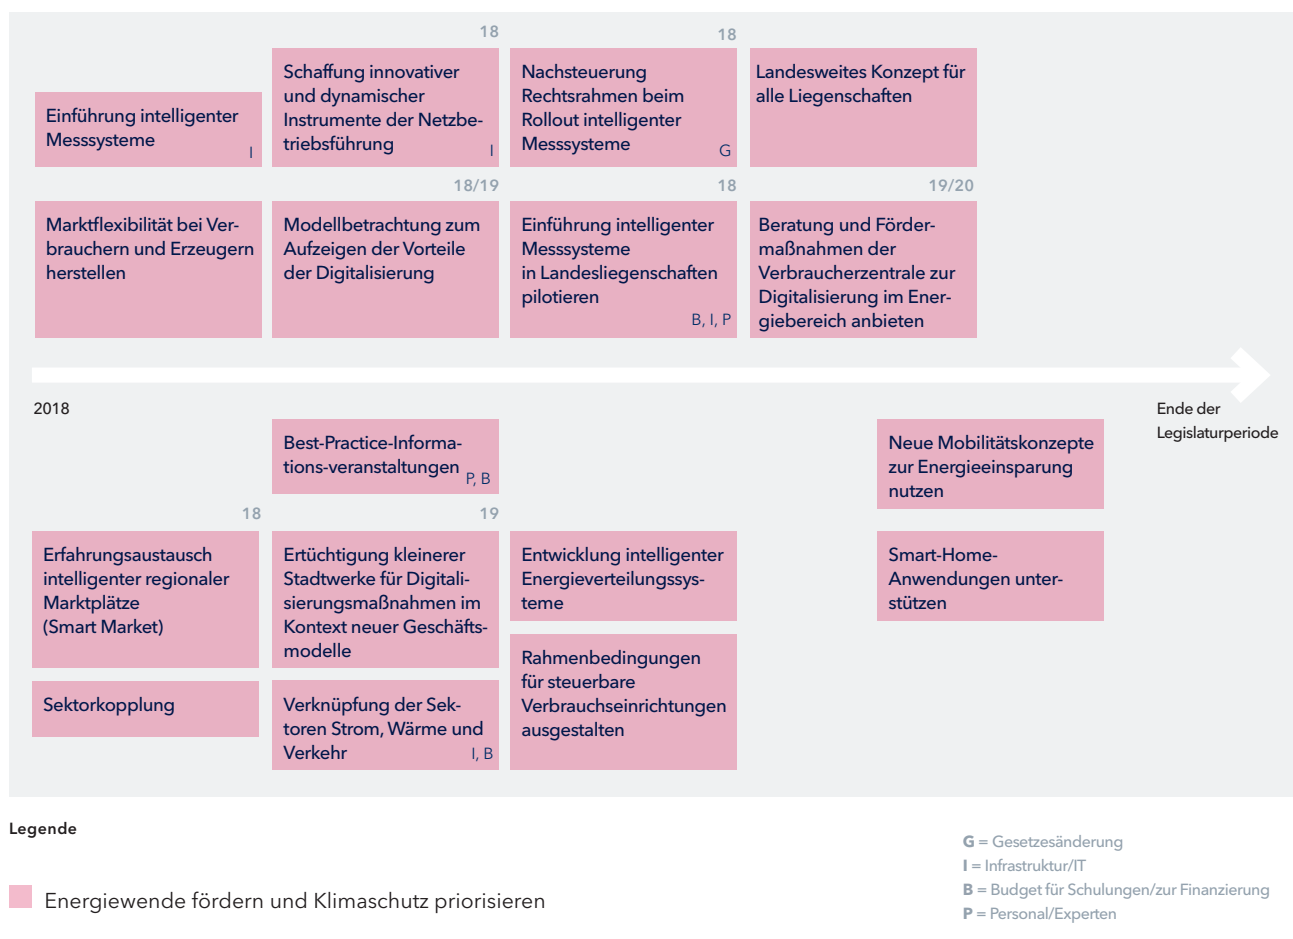 Einführung intelligenter
Messsysteme
I
18
Schaffung innovativer
und dynamischer
Instrumente der Netzbe-
triebsführung
I
18
Nachsteuerung
Rechtsrahmen beim
Rollout intelligenter
Messsysteme
G
Landesweites Konzept für
alle Liegenschaften
Marktflexibilität bei Ver-
brauchern und Erzeugern
herstellen
18/19
Modellbetrachtung zum
Aufzeigen der Vorteile
der Digitalisierung
18
Einführung intelligenter
Messsysteme
in Landesliegenschaften
pilotieren
B, I, P
19/20
Beratung und Förder-
maßnahmen der
Verbraucherzentrale zur
Digitalisierung im Ener-
giebereich anbieten
2018
Ende der
Legislaturperiode
Best-Practice-Informa-
tions-veranstaltungen
P, B
Neue Mobilitätskonzepte
zur Energieeinsparung
nutzen
18
Erfahrungsaustausch
intelligenter regionaler
Marktplätze
(Smart Market)
19
Ertüchtigung kleinerer
Stadtwerke für Digitali-
sierungsmaßnahmen im
Kontext neuer Geschäfts-
modelle
Entwicklung intelligenter
Energieverteilungssys-
teme
Smart-Home-
Anwendungen unter-
stützen
Sektorkopplung
Verknüpfung der Sek-
toren Strom, Wärme und
Verkehr
I, B
Rahmenbedingungen
für steuerbare
Verbrauchseinrichtungen
ausgestalten
Legende
Energiewende fördern und Klimaschutz priorisieren
G = Gesetzesänderung
I = Infrastruktur/IT
B = Budget für Schulungen/zur Finanzierung
P = Personal/Experten